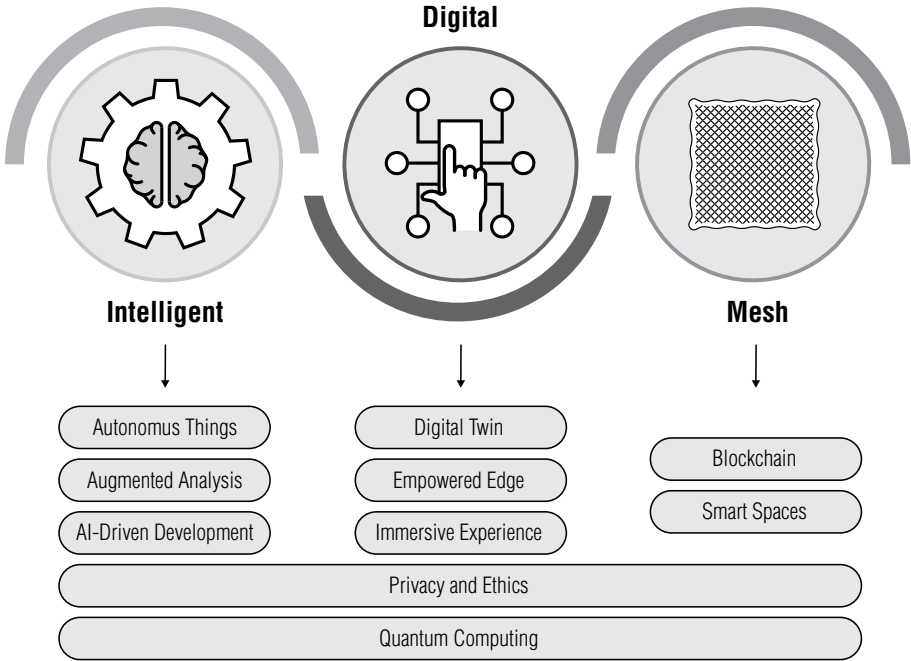 Digital
Intelligent
Mesh
Autonomus Things
Augmented Analysis
AI-Driven Development
Digital Twin
Empowered Edge
Immersive Experience
Blockchain
Smart Spaces
Privacy and Ethics
Quantum Computing